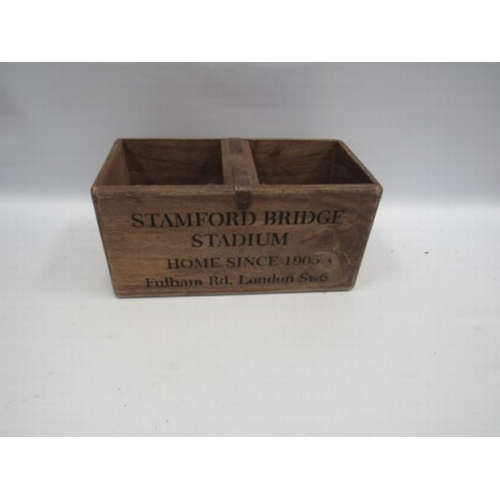 STAMFORD BRIDGE
STADIUM
HOME SINCE 1905
Fulham Rd, London Sw6